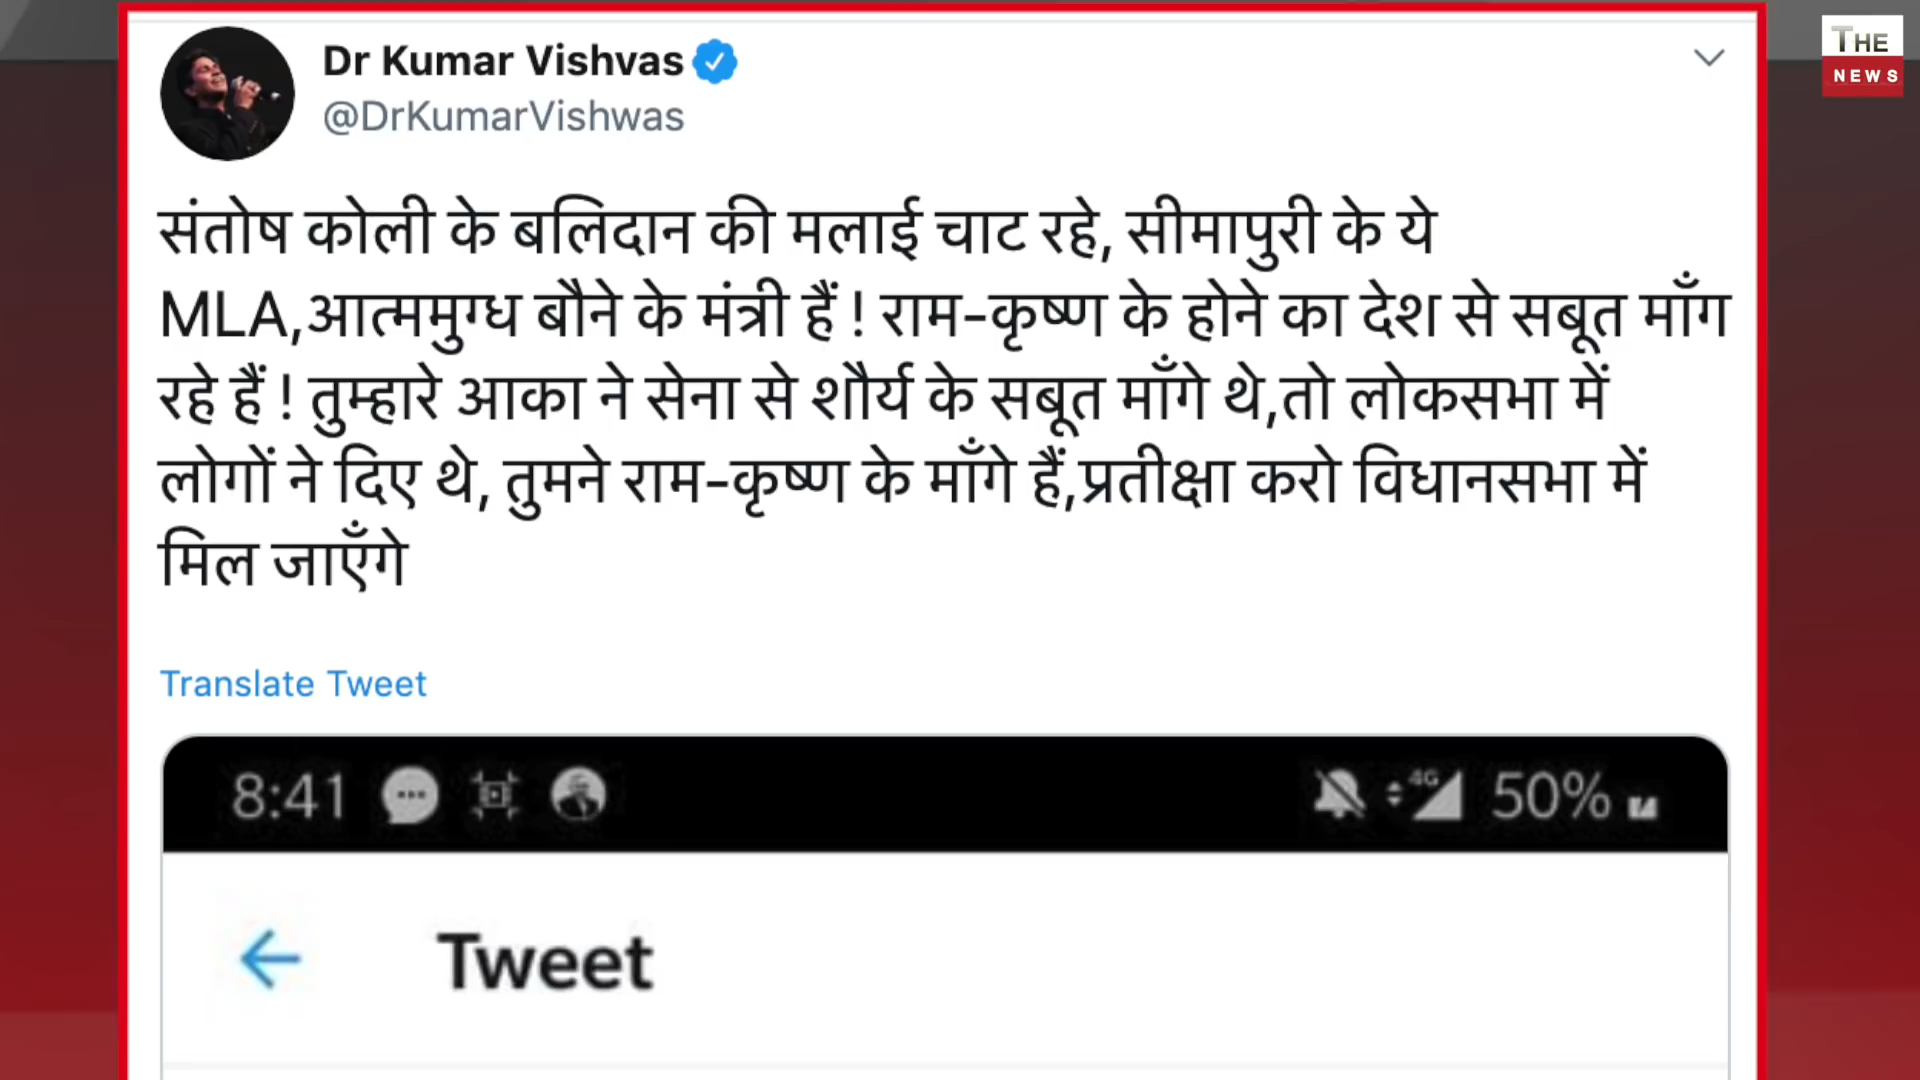 Dr Kumar Vishvas
@DrKumarVishwas
THE
NEWS
संतोष कोली के बलिदान की मलाई चाट रहे, सीमापुरी के ये
MLA,आत्ममुग्ध बौने के मंत्री हैं ! राम-कृष्ण के होने का देश से सबूत माँग
रहे हैं ! तुम्हारे आका ने सेना से शौर्य के सबूत माँगे थे,तो लोकसभा में
लोगों ने दिए थे, तुमने राम-कृष्ण के माँगे हैं,प्रतीक्षा करो विधानसभा में
मिल जाएँगे
Translate Tweet
8:41 4G 50%
Tweet